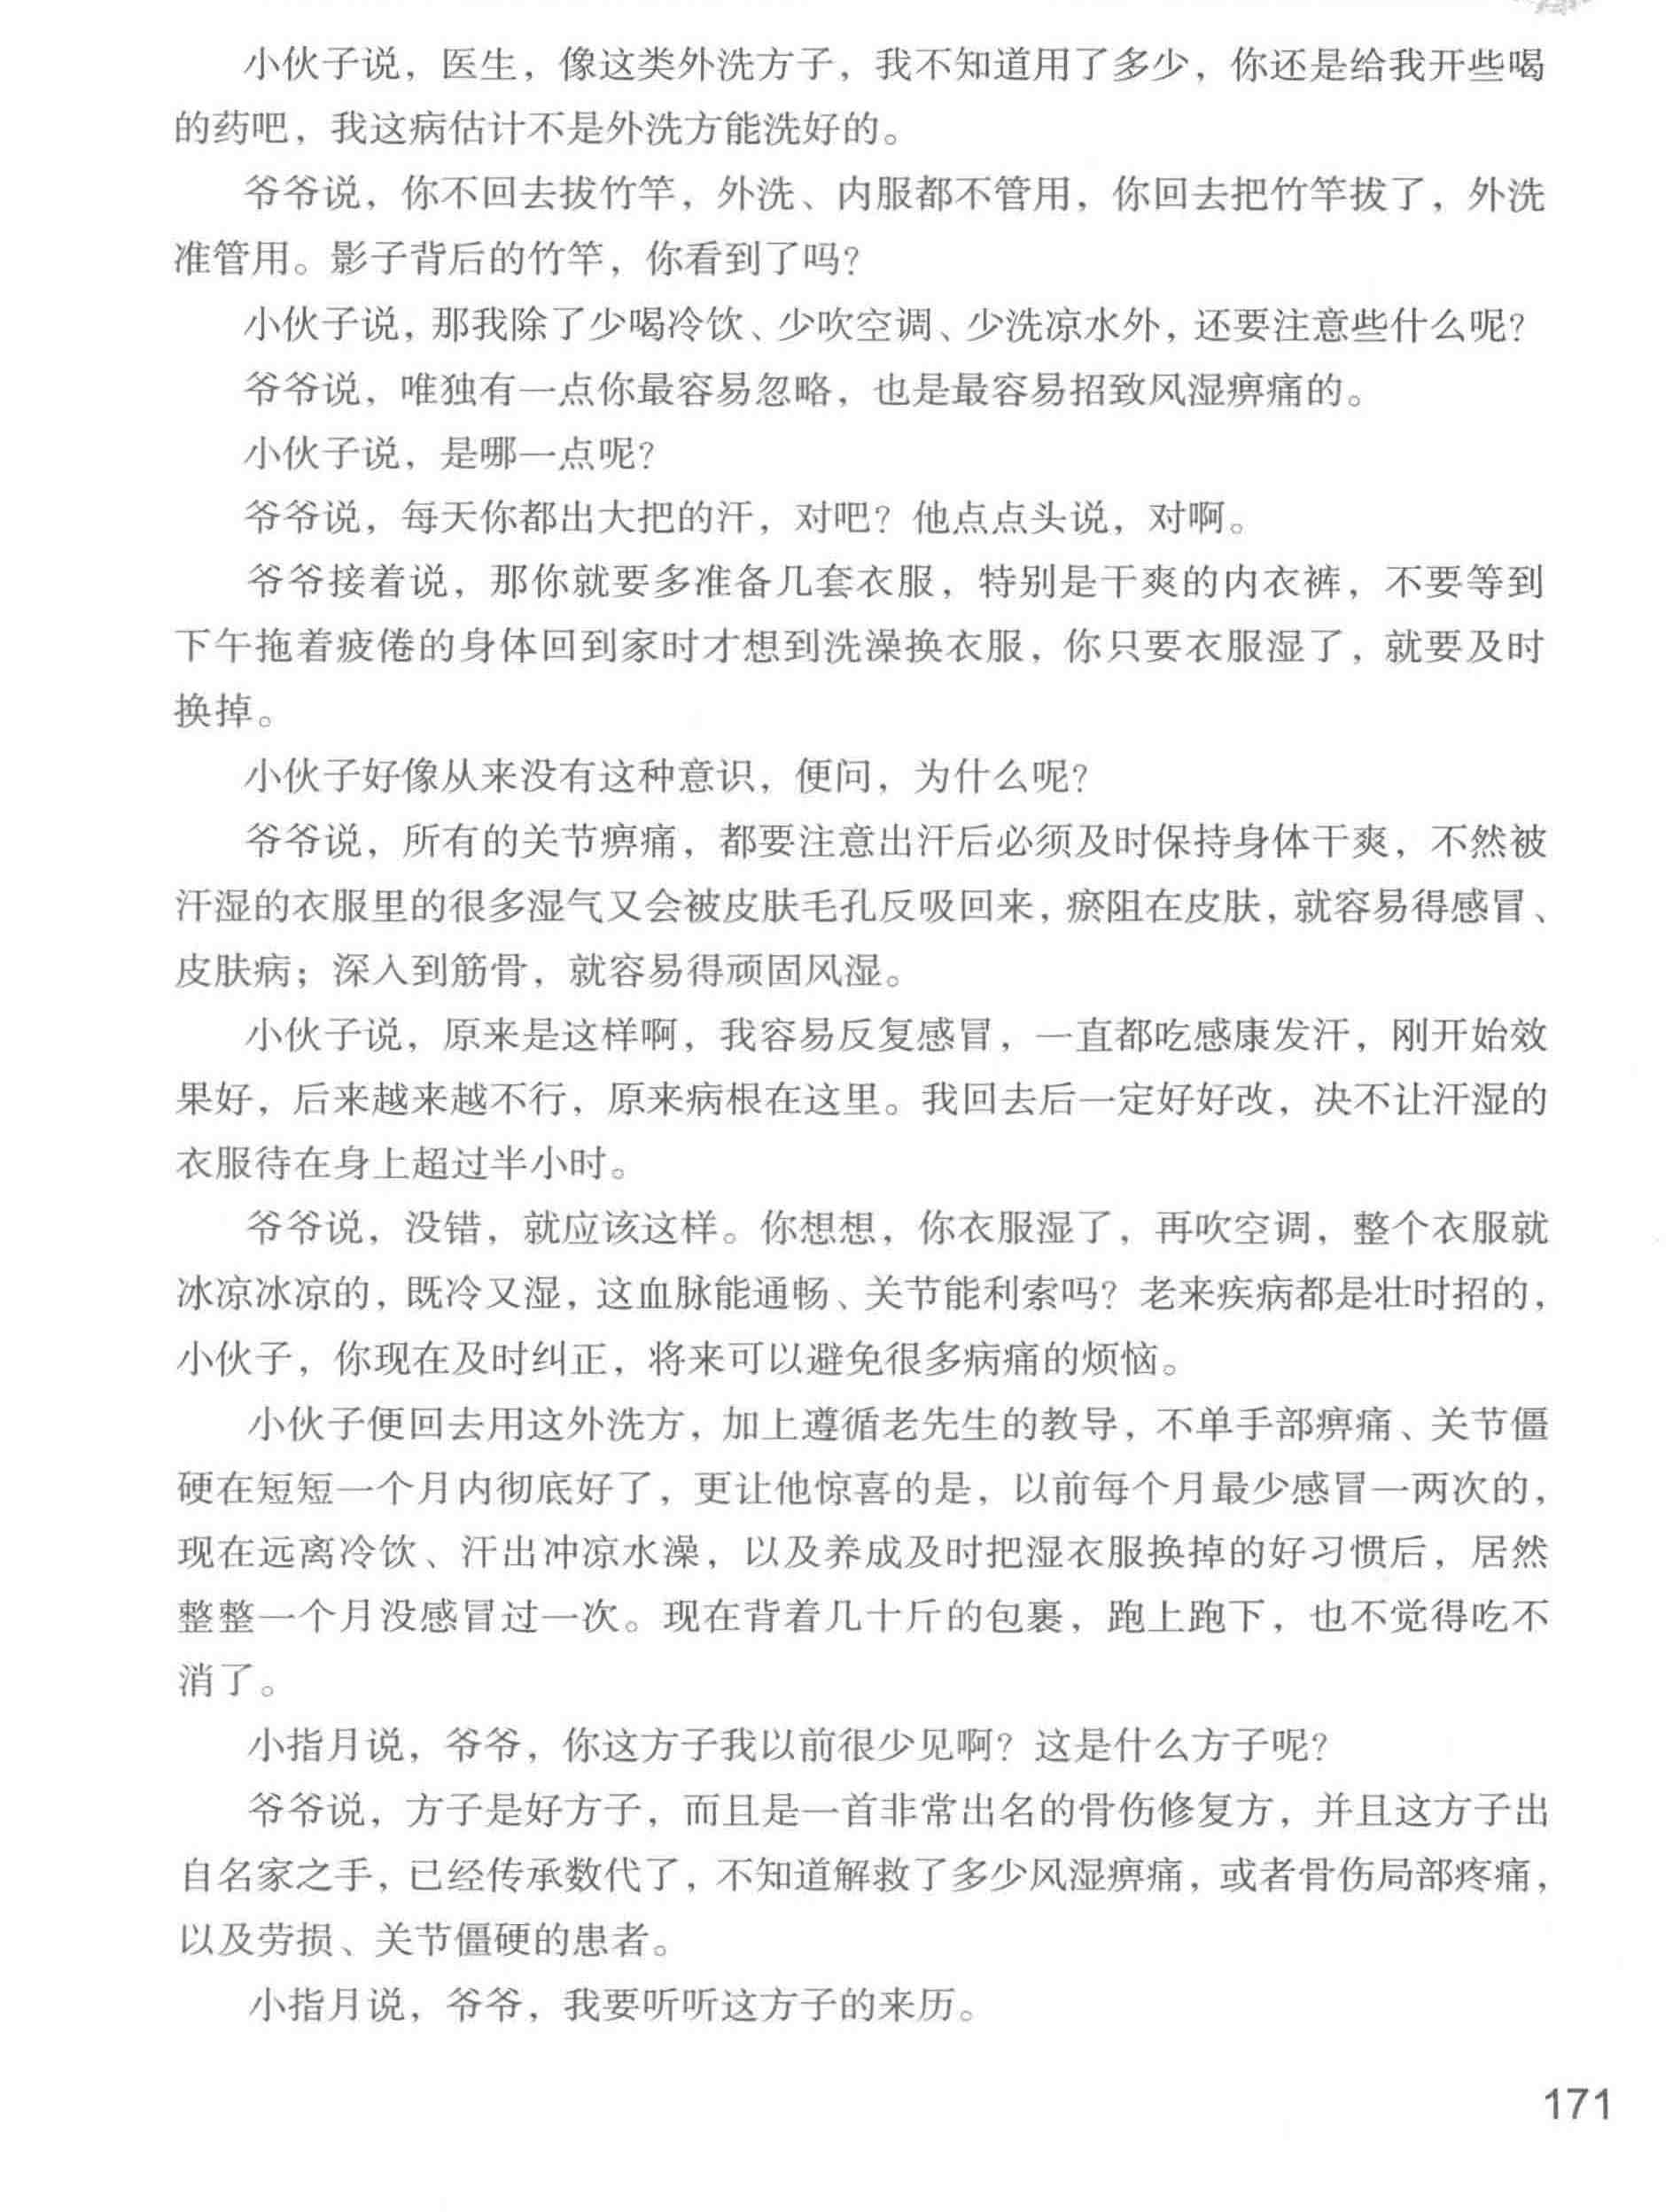 小伙子说，医生，像这类外洗方子，我不知道用了多少，你还是给我开些喝
的药吧，我这病估计不是外洗方能洗好的。
爷爷说，你不回去拔竹竿，外洗、内服都不管用，你回去把竹竿拔了，外洗
准管用。影子背后的竹竿，你看到了吗？
小伙子说，那我除了少喝冷饮、少吹空调、少洗凉水外，还要注意些什么呢？
爷爷说，唯独有一点你最容易忽略，也是最容易招致风湿痹痛的。
小伙子说，是哪一点呢？
爷爷说，每天你都出大把的汗，对吧？他点点头说，对啊。
爷爷接着说，那你就要多准备几套衣服，特别是干爽的内衣裤，不要等到
下午拖着疲倦的身体回到家时才想到洗澡换衣服，你只要衣服湿了，就要及时
换掉。
小伙子好像从来没有这种意识，便问，为什么呢？
爷爷说，所有的关节痹痛，都要注意出汗后必须及时保持身体干爽，不然被
汗湿的衣服里的很多湿气又会被皮肤毛孔反吸回来，瘀阻在皮肤，就容易得感冒、
皮肤病；深入到筋骨，就容易得顽固风湿。
小伙子说，原来是这样啊，我容易反复感冒，一直都吃感康发汗，刚开始效
果好，后来越来越不行，原来病根在这里。我回去后一定好好改，决不让汗湿的
衣服待在身上超过半小时。
爷爷说，没错，就应该这样。你想想，你衣服湿了，再吹空调，整个衣服就
冰凉冰凉的，既冷又湿，这血脉能通畅、关节能利索吗？老来疾病都是壮时招的，
小伙子，你现在及时纠正，将来可以避免很多病痛的烦恼。
小伙子便回去用这外洗方，加上遵循老先生的教导，不单手部痹痛、关节僵
硬在短短一个月内彻底好了，更让他惊喜的是，以前每个月最少感冒一两次的，
现在远离冷饮、汗出冲凉水澡，以及养成及时把湿衣服换掉的好习惯后，居然
整整一个月没感冒过一次。现在背着几十斤的包裹，跑上跑下，也不觉得吃不
消了。
小指月说，爷爷，你这方子我以前很少见啊？这是什么方子呢？
爷爷说，方子是好方子，而且是一首非常出名的骨伤修复方，并且这方子出
自名家之手，已经传承数代了，不知道解救了多少风湿痹痛，或者骨伤局部疼痛，
以及劳损、关节僵硬的患者。
小指月说，爷爷，我要听听这方子的来历。
171